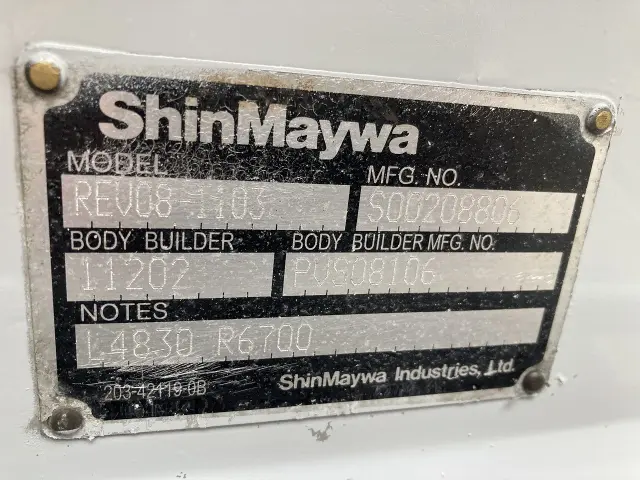 ShinMaywa
MODEL MFG. NO.
REV08-1103 S00208806
BODY BUILDER BODY BUILDER MFG. NO.
11202 PVS08106
NOTES
L4830 R6700
203-42119-0B ShinMaywa Industries, Ltd.